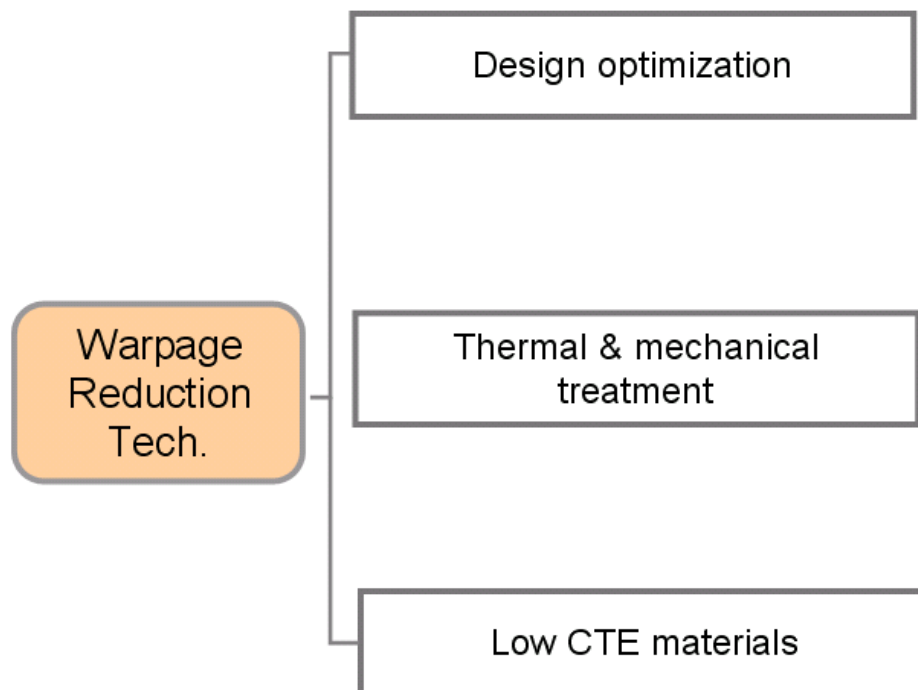 Design optimization
Warpage
Reduction
Tech.
Thermal & mechanical
treatment
Low CTE materials